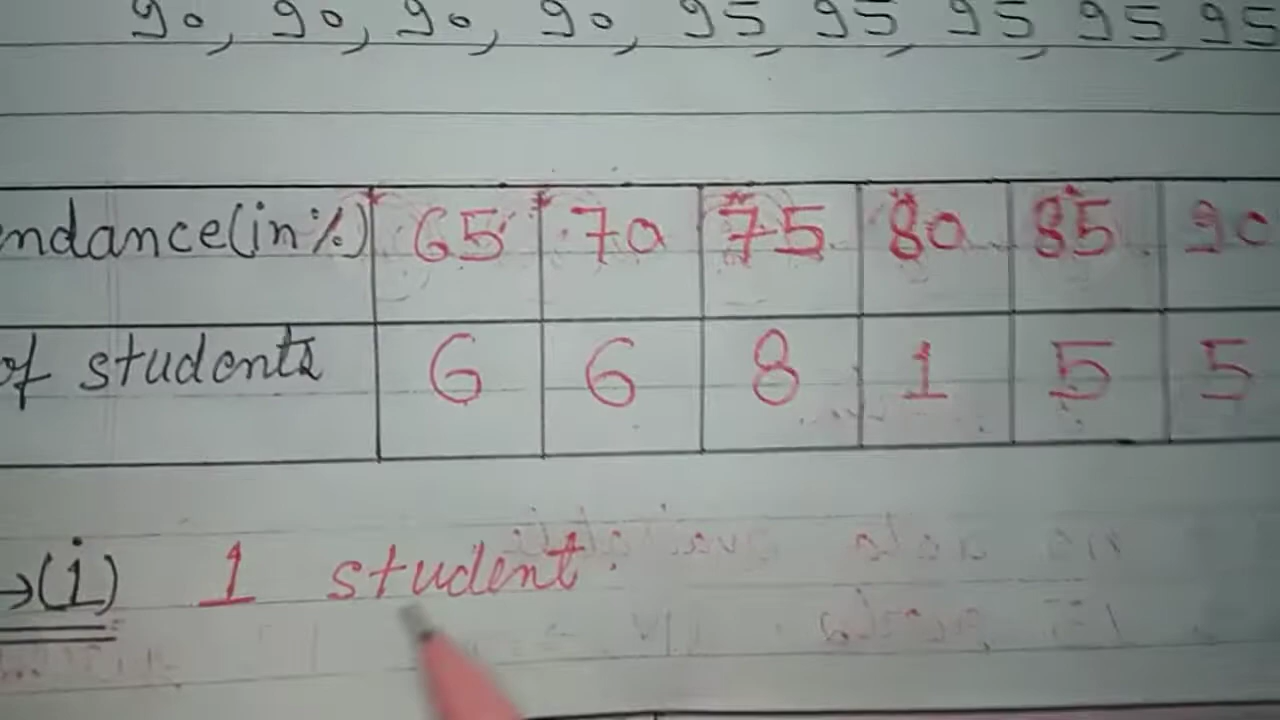 90, 90, 90, 90, 95, 95, 95, 95, 95
ndance(in %) 65 70 75 80 85 90
of students 6 6 8 1 5 5
→(i) 1 student.